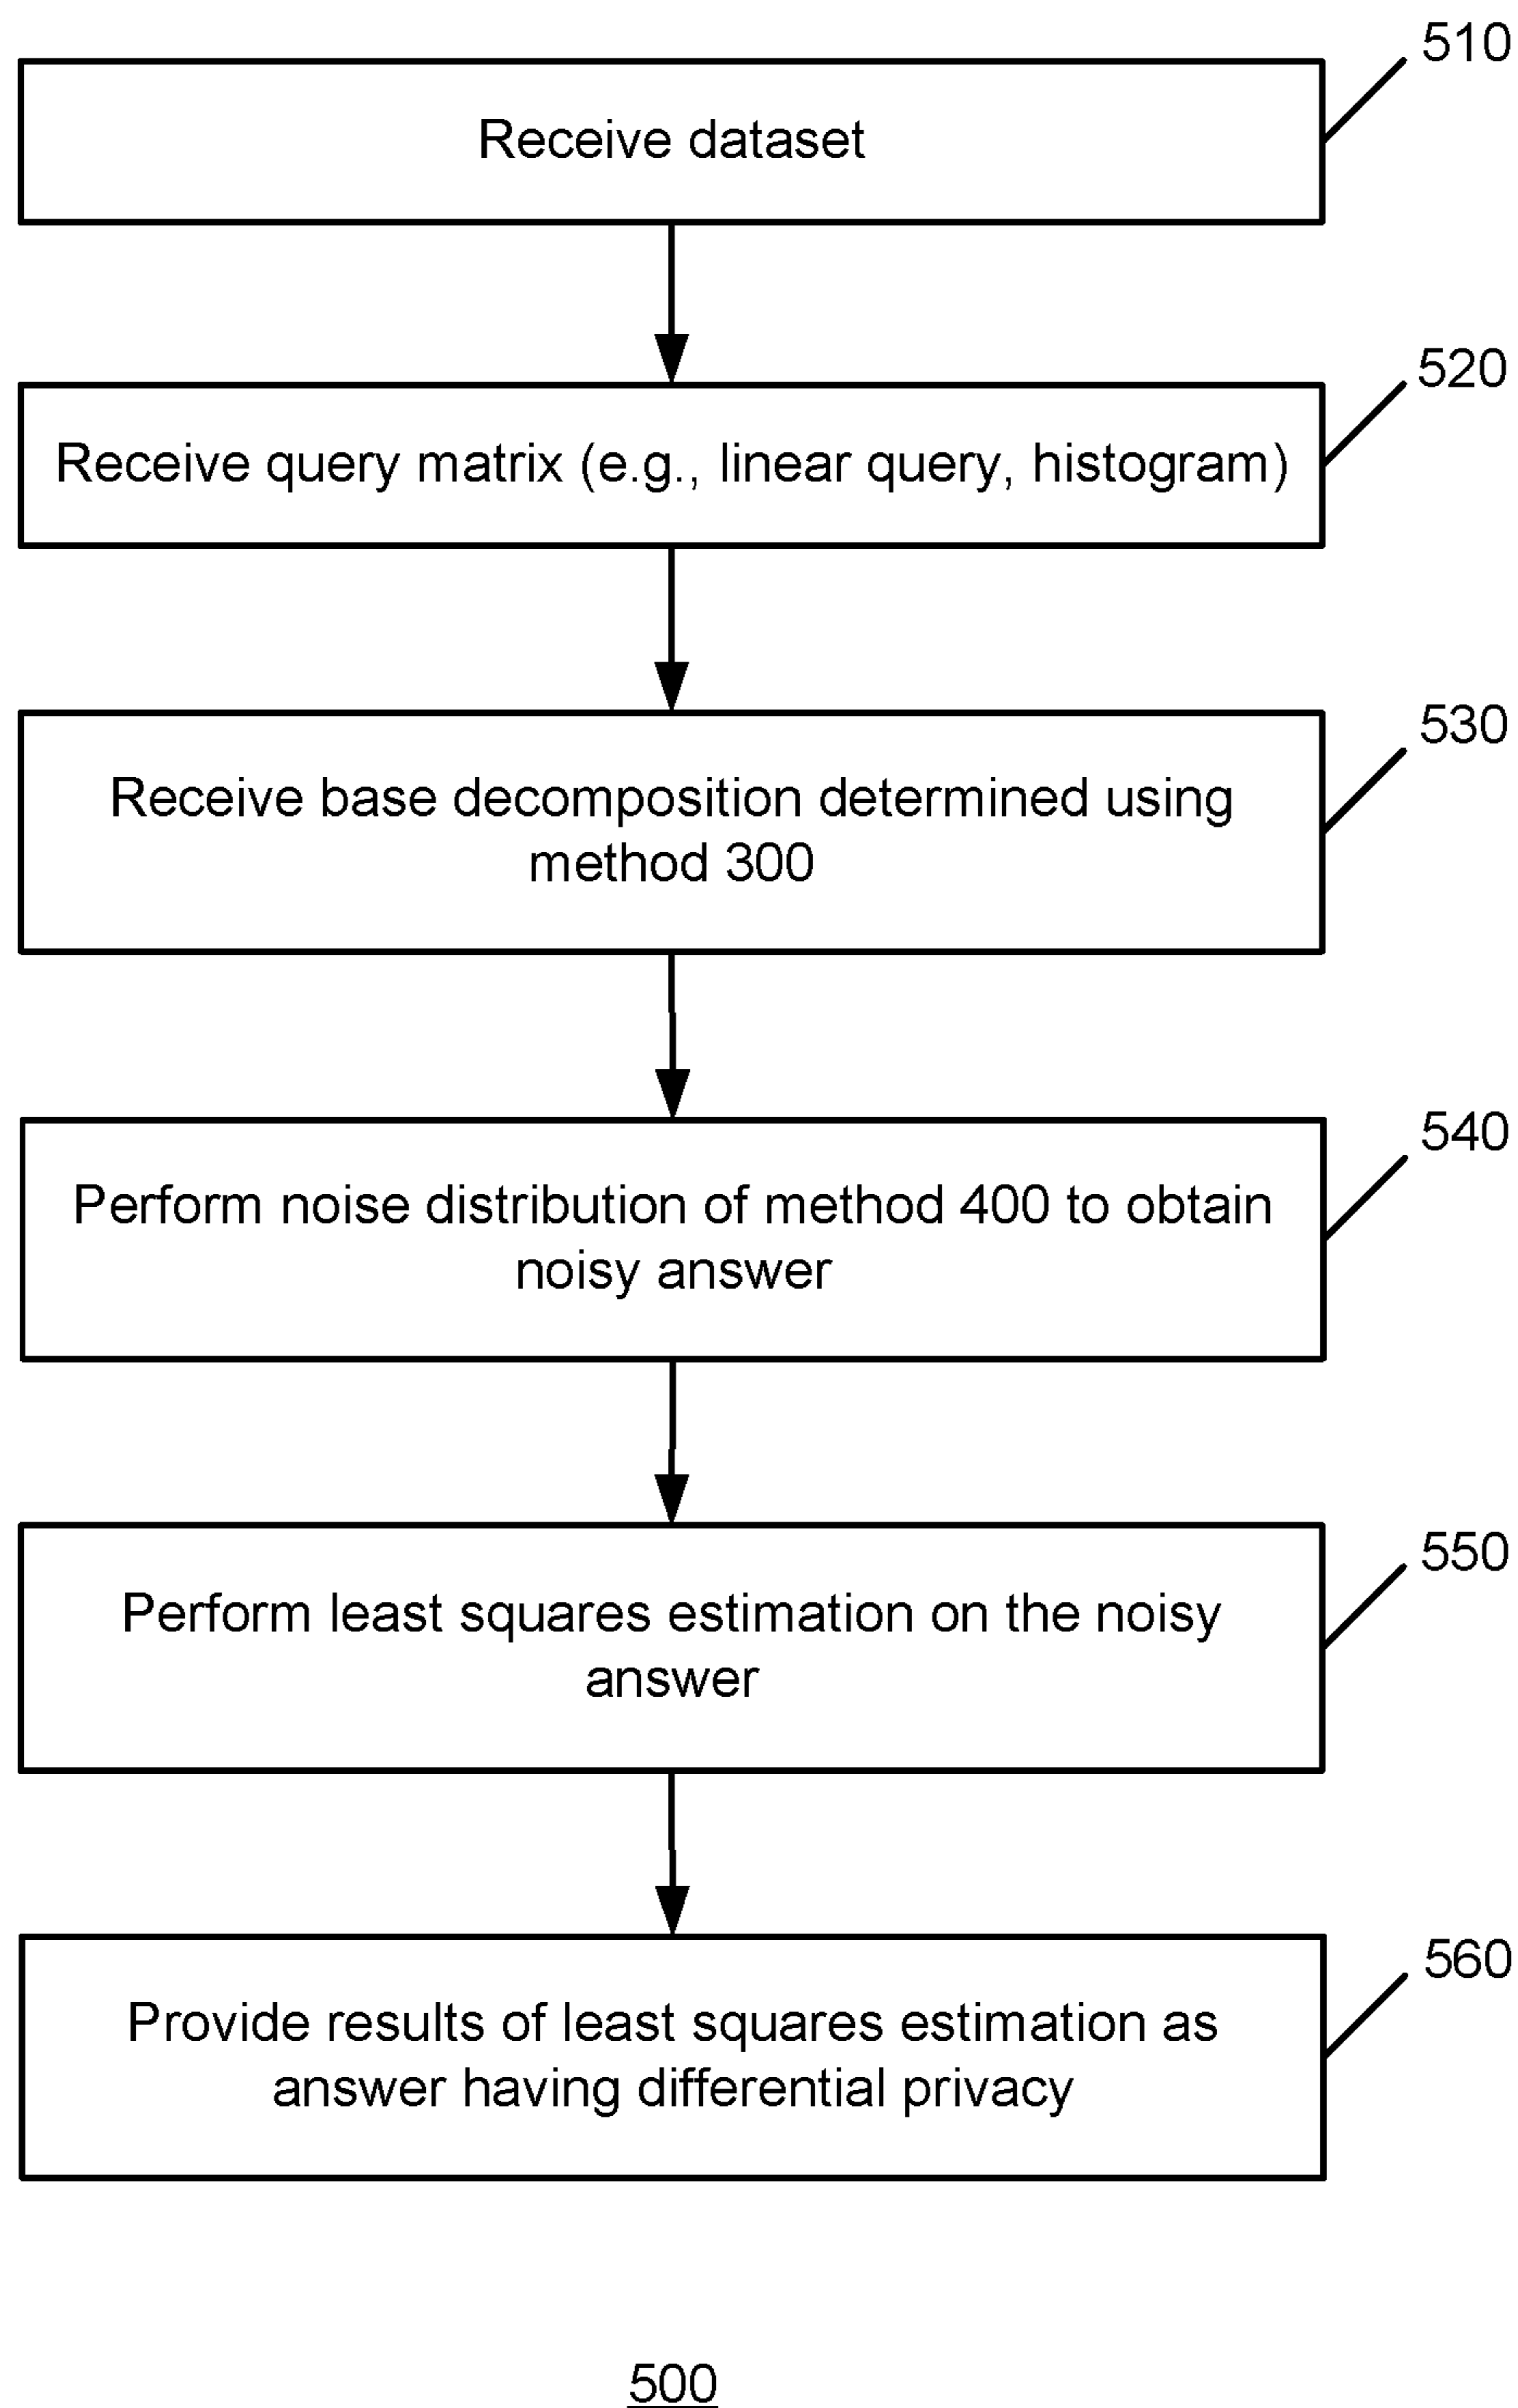 510
Receive dataset
520
Receive query matrix (e.g., linear query, histogram)
530
Receive base decomposition determined using
method 300
540
Perform noise distribution of method 400 to obtain
noisy answer
550
Perform least squares estimation on the noisy
answer
560
Provide results of least squares estimation as
answer having differential privacy
500